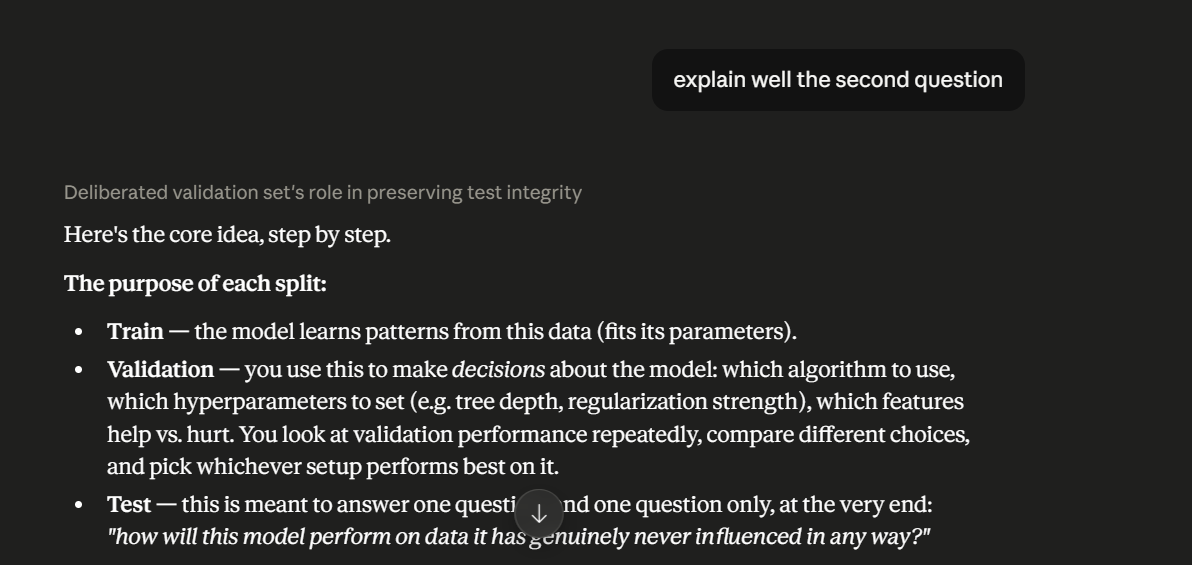 explain well the second question
Deliberated validation set's role in preserving test integrity
Here's the core idea, step by step.
The purpose of each split:
• Train — the model learns patterns from this data (fits its parameters).
• Validation — you use this to make decisions about the model: which algorithm to use,
which hyperparameters to set (e.g. tree depth, regularization strength), which features
help vs. hurt. You look at validation performance repeatedly, compare different choices,
and pick whichever setup performs best on it.
• Test — this is meant to answer one questi nd one question only, at the very end:
"how will this model perform on data it has genuinely never influenced in any way?"